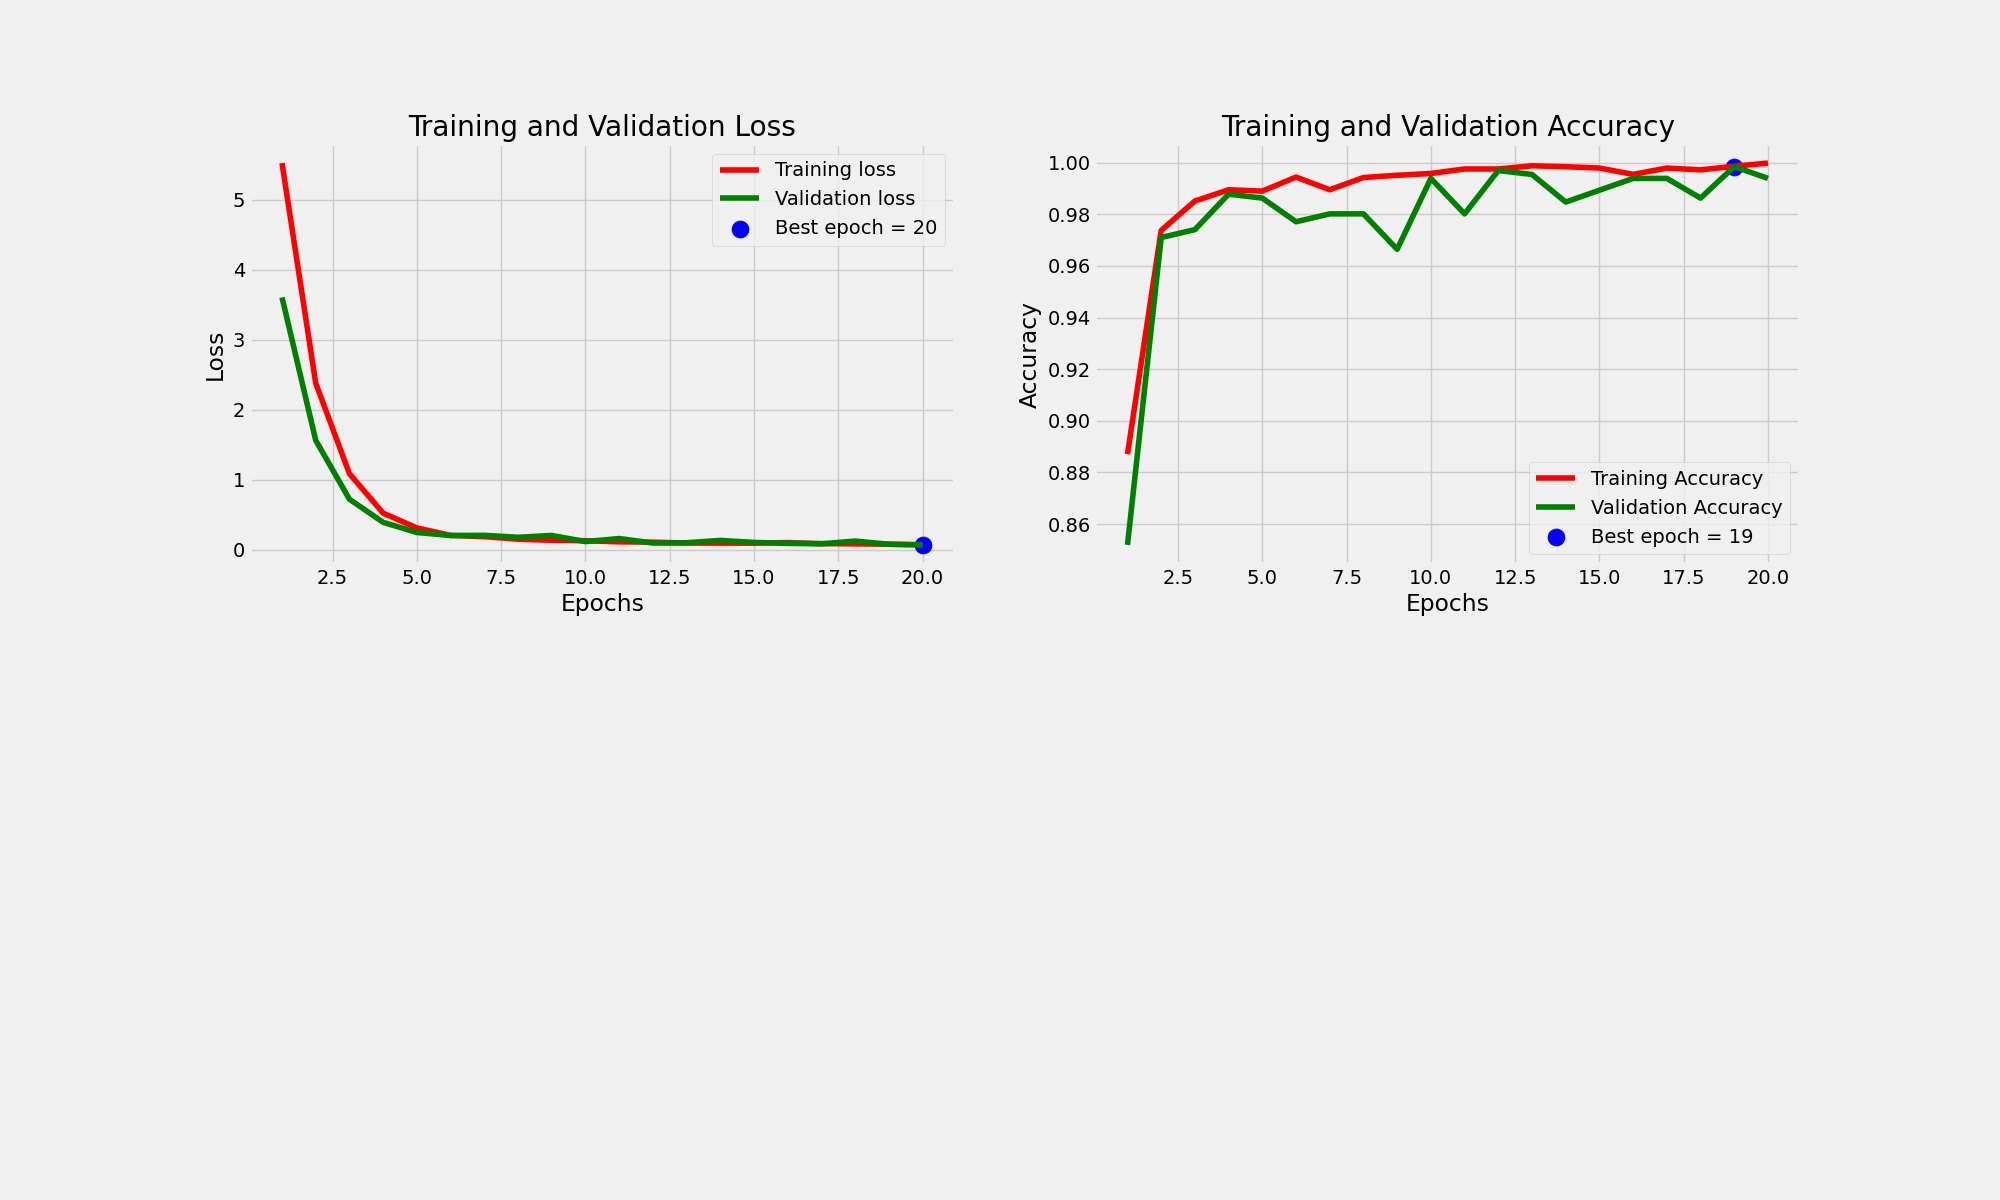 Training and Validation Loss
Training loss
Validation loss
Best epoch = 20
Loss
5
4
3
2
1
0
2.5 5.0 7.5 10.0 12.5 15.0 17.5 20.0
Epochs
Training and Validation Accuracy
Accuracy
1.00
0.98
0.96
0.94
0.92
0.90
0.88
0.86
Training Accuracy
Validation Accuracy
Best epoch = 19
2.5 5.0 7.5 10.0 12.5 15.0 17.5 20.0
Epochs